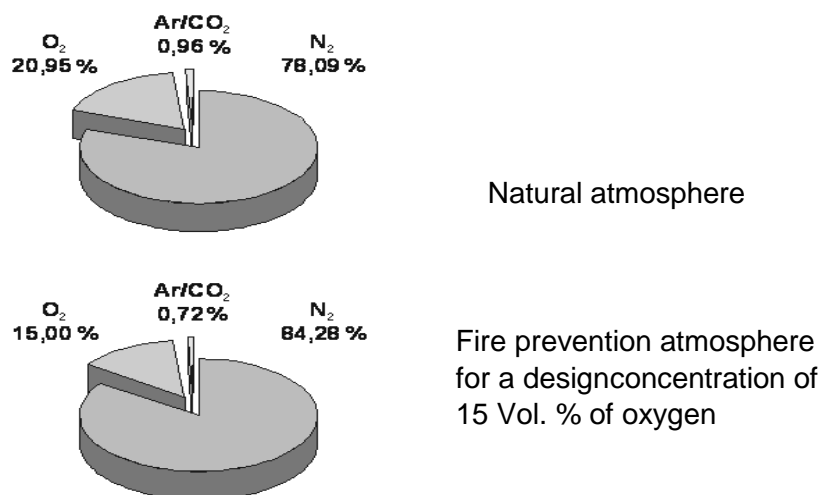 Ar/CO₂
0,96 %
O₂
20,95 %
N₂
78,09 %
Natural atmosphere
Ar/CO₂
0,72 %
O₂
15,00 %
N₂
84,28 %
Fire prevention atmosphere
for a designconcentration of
15 Vol. % of oxygen